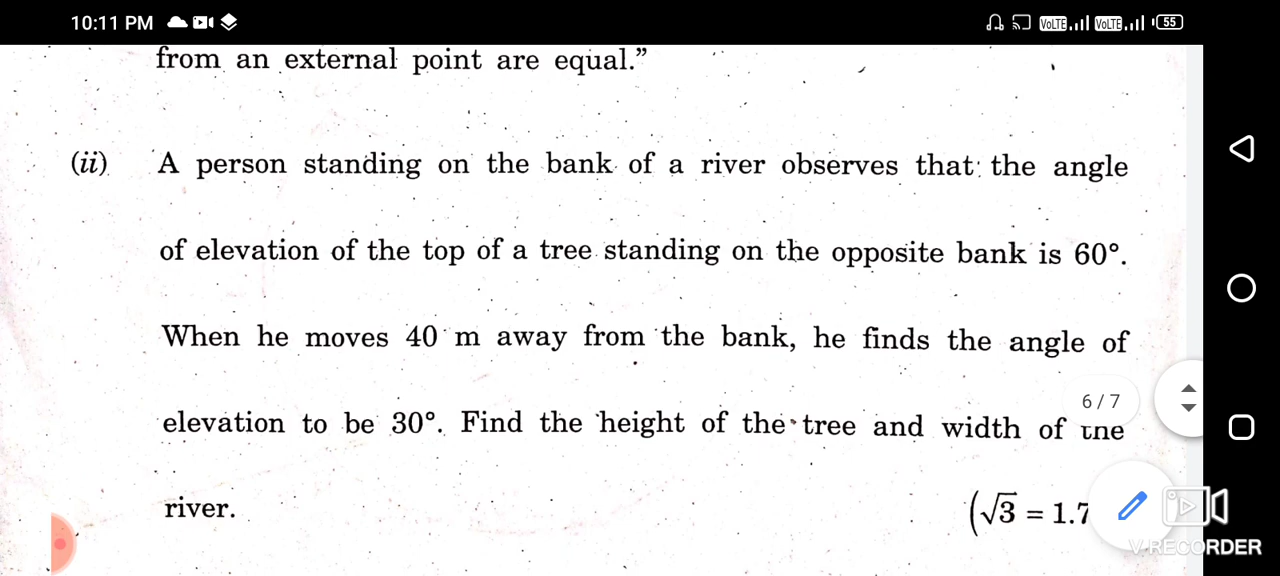 10:11 PM VoLTE VoLTE 55
from an external point are equal.”
(ii) A person standing on the bank of a river observes that the angle
of elevation of the top of a tree standing on the opposite bank is 60°.
When he moves 40 m away from the bank, he finds the angle of
6 / 7
elevation to be 30°. Find the height of the tree and width of the
river. (√3 = 1.7
V RECORDER